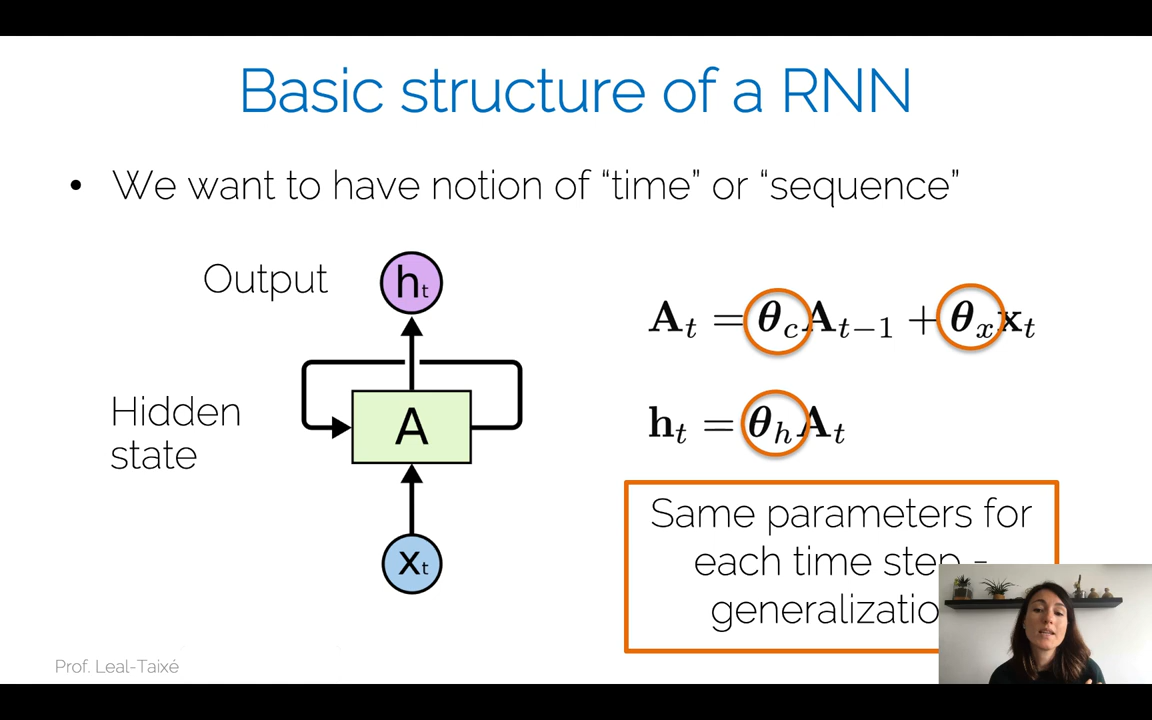 Basic structure of a RNN
• We want to have notion of “time” or “sequence”
Output
h_t
Hidden
state
A
x_t
A_t = θ_c A_{t−1} + θ_x x_t
h_t = θ_h A_t
Same parameters for
each time step -
Prof. Leal-Taixé